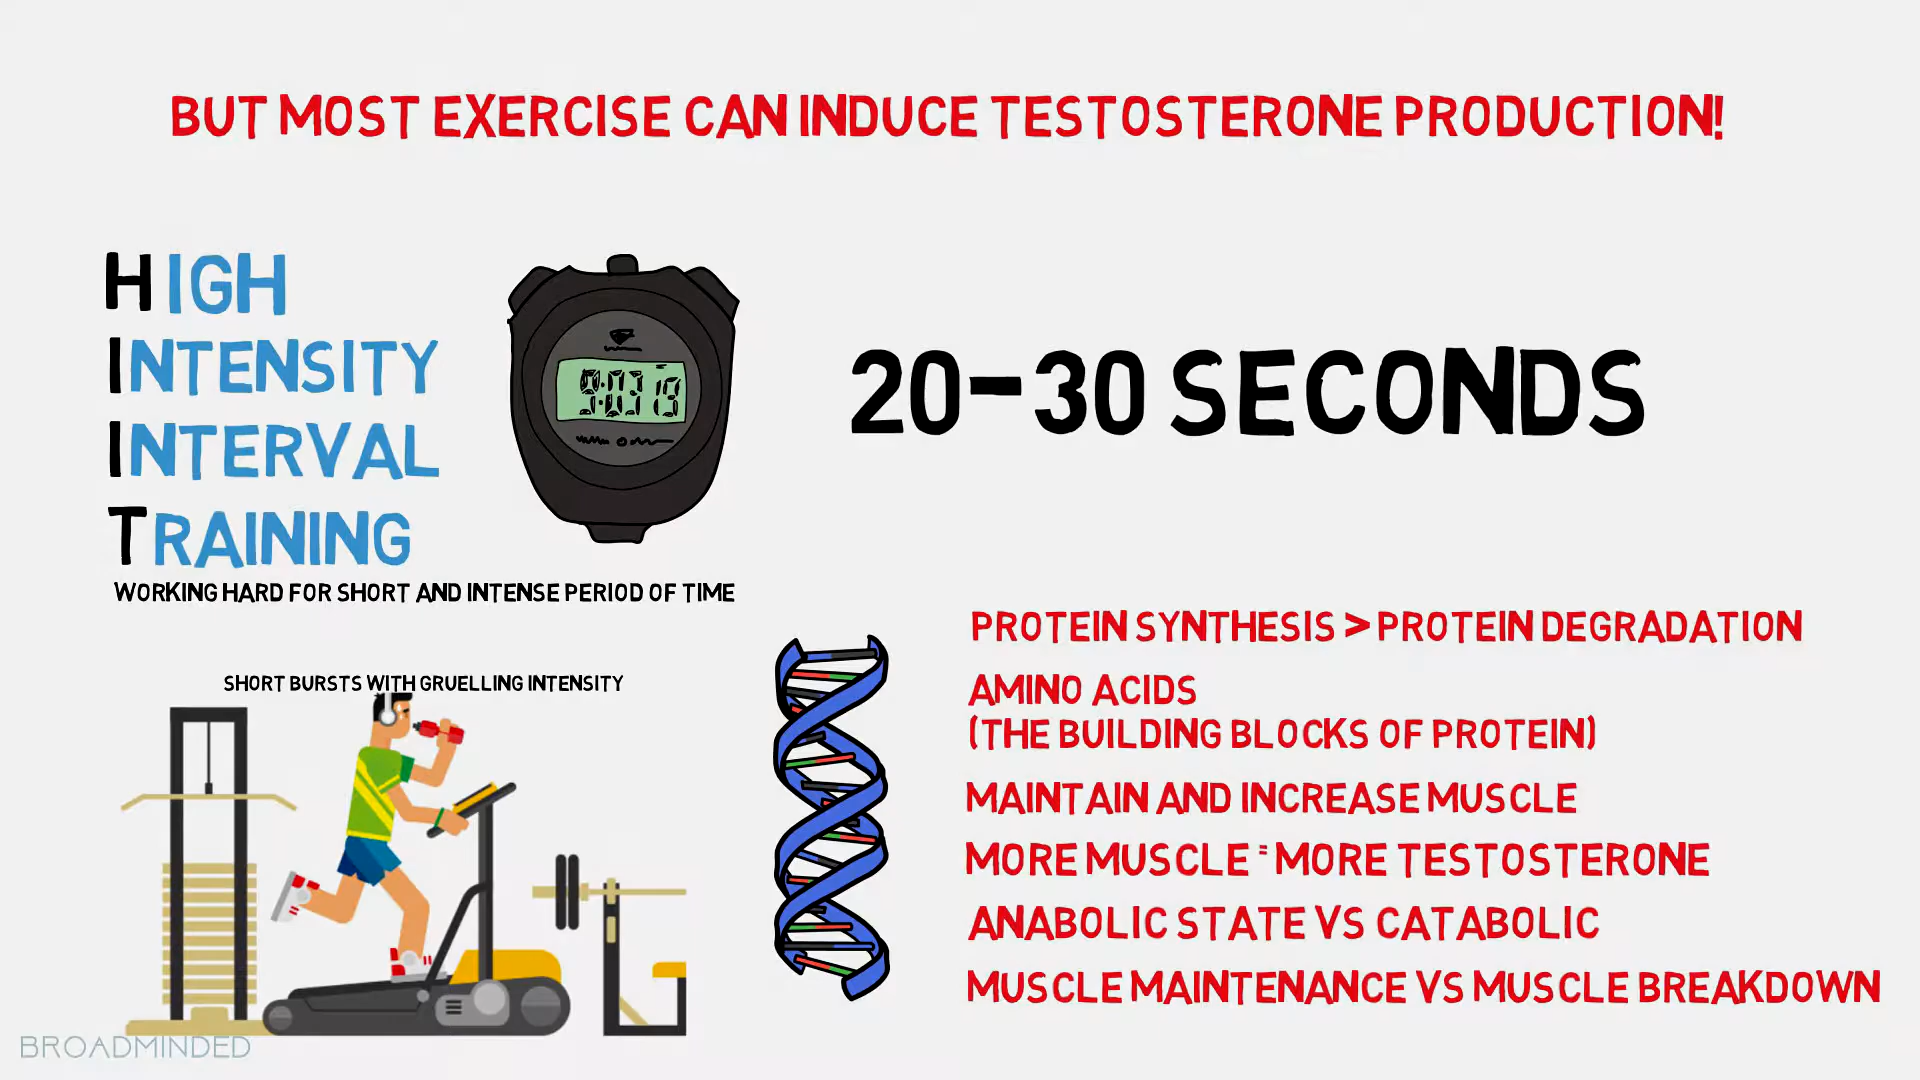 BUT MOST EXERCISE CAN INDUCE TESTOSTERONE PRODUCTION!
HIGH
INTENSITY
INTERVAL
TRAINING
WORKING HARD FOR SHORT AND INTENSE PERIOD OF TIME
9:03 19
20-30 SECONDS
SHORT BURSTS WITH GRUELLING INTENSITY
PROTEIN SYNTHESIS > PROTEIN DEGRADATION
AMINO ACIDS
(THE BUILDING BLOCKS OF PROTEIN)
MAINTAIN AND INCREASE MUSCLE
MORE MUSCLE = MORE TESTOSTERONE
ANABOLIC STATE VS CATABOLIC
MUSCLE MAINTENANCE VS MUSCLE BREAKDOWN
BROADMINDED